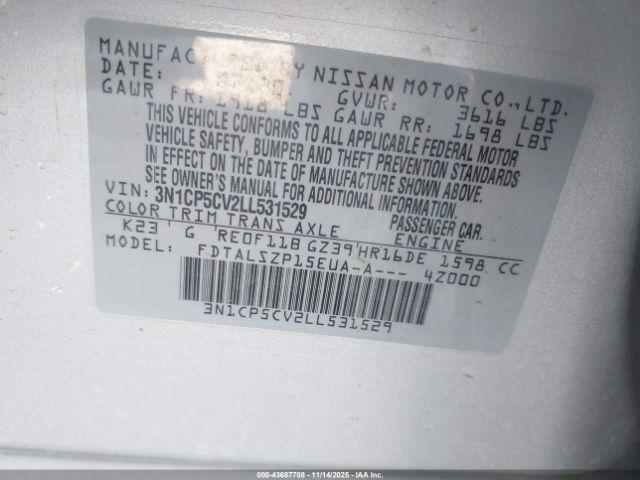 MANUFAC BY NISSAN MOTOR CO., LTD.
DATE: GVWR: 3616 LBS
GAWR FR: 1918 LBS GAWR RR: 1698 LBS
THIS VEHICLE CONFORMS TO ALL APPLICABLE FEDERAL MOTOR
VEHICLE SAFETY, BUMPER AND THEFT PREVENTION STANDARDS
IN EFFECT ON THE DATE OF MANUFACTURE SHOWN ABOVE.
SEE OWNER'S MANUAL FOR ADDITIONAL INFORMATION.
VIN: 3N1CP5CV2LL531529 PASSENGER CAR.
COLOR TRIM TRANS AXLE ENGINE
K23 G RE0F11B GZ39 HR16DE 1598 CC
MODEL: FDTALSZP15EUA-A--- 4Z000
3N1CP5CV2LL531529
000-43687708 - 11/14/2025 - IAA Inc.